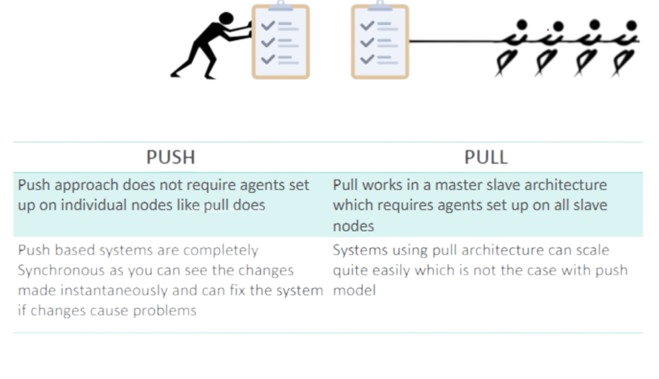 PUSH
PULL
Push approach does not require agents set
up on individual nodes like pull does
Pull works in a master slave architecture
which requires agents set up on all slave
nodes
Push based systems are completely
Synchronous as you can see the changes
made instantaneously and can fix the system
if changes cause problems
Systems using pull architecture can scale
quite easily which is not the case with push
model